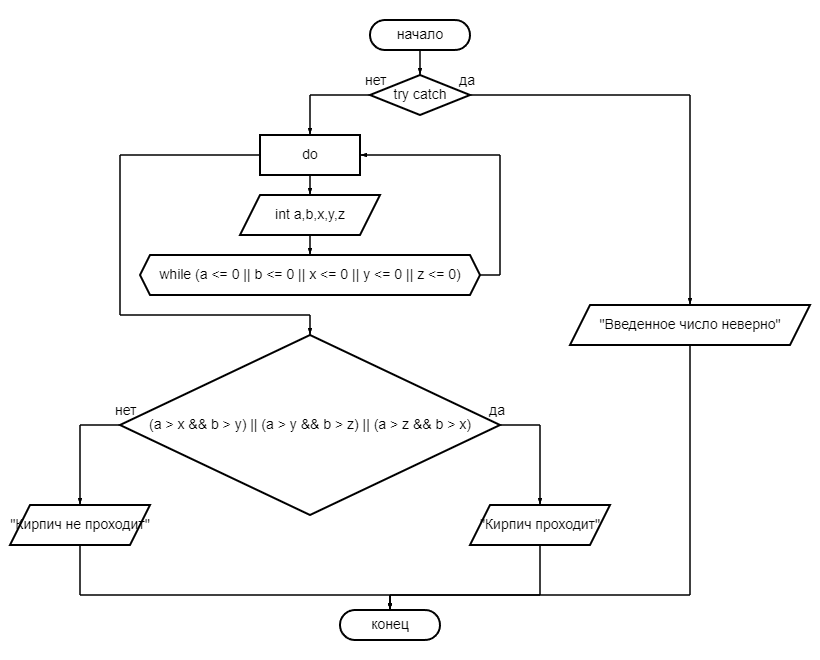 начало
нет
да
try catch
do
int a,b,x,y,z
while (a <= 0 || b <= 0 || x <= 0 || y <= 0 || z <= 0)
"Введенное число неверно"
нет
да
(a > x && b > y) || (a > y && b > z) || (a > z && b > x)
"Кирпич не проходит"
"Кирпич проходит"
конец